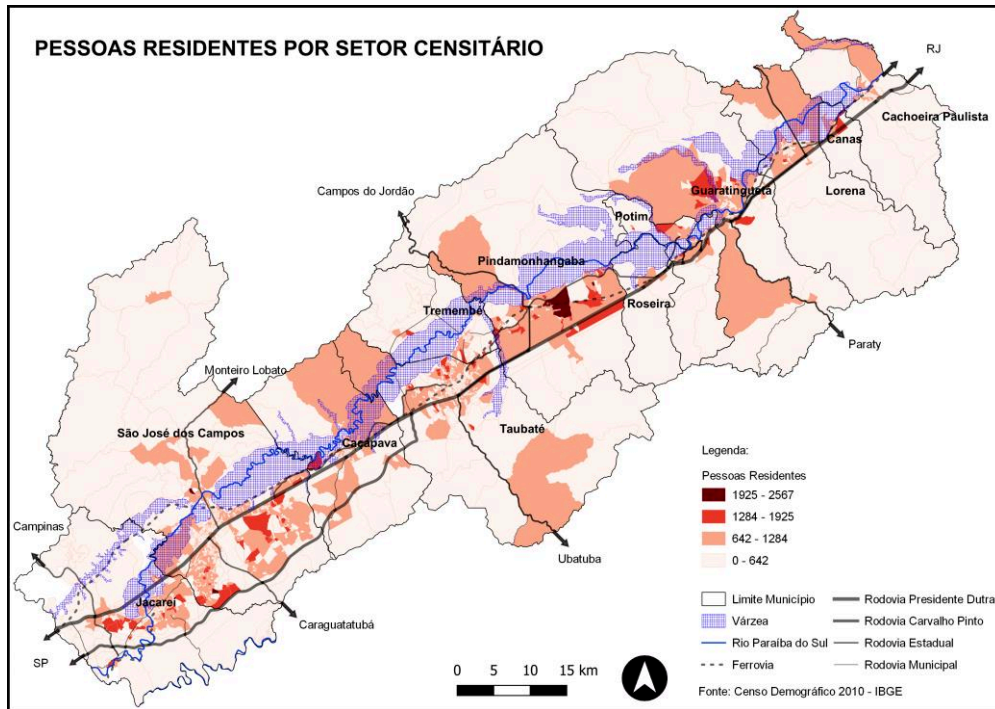 PESSOAS RESIDENTES POR SETOR CENSITÁRIO
RJ
Cachoeira Paulista
Canas
Lorena
Guaratinguetá
Campos do Jordão
Potim
Pindamonhangaba
Roseira
Tremembé
Paraty
Monteiro Lobato
São José dos Campos
Caçapava
Taubaté
Campinas
Ubatuba
Jacareí
Caraguatatubá
SP
0 5 10 15 km
Legenda:
Pessoas Residentes
1925 - 2567
1284 - 1925
642 - 1284
0 - 642
Limite Município
Várzea
Rio Paraíba do Sul
Ferrovia
Rodovia Presidente Dutra
Rodovia Carvalho Pinto
Rodovia Estadual
Rodovia Municipal
Fonte: Censo Demográfico 2010 - IBGE